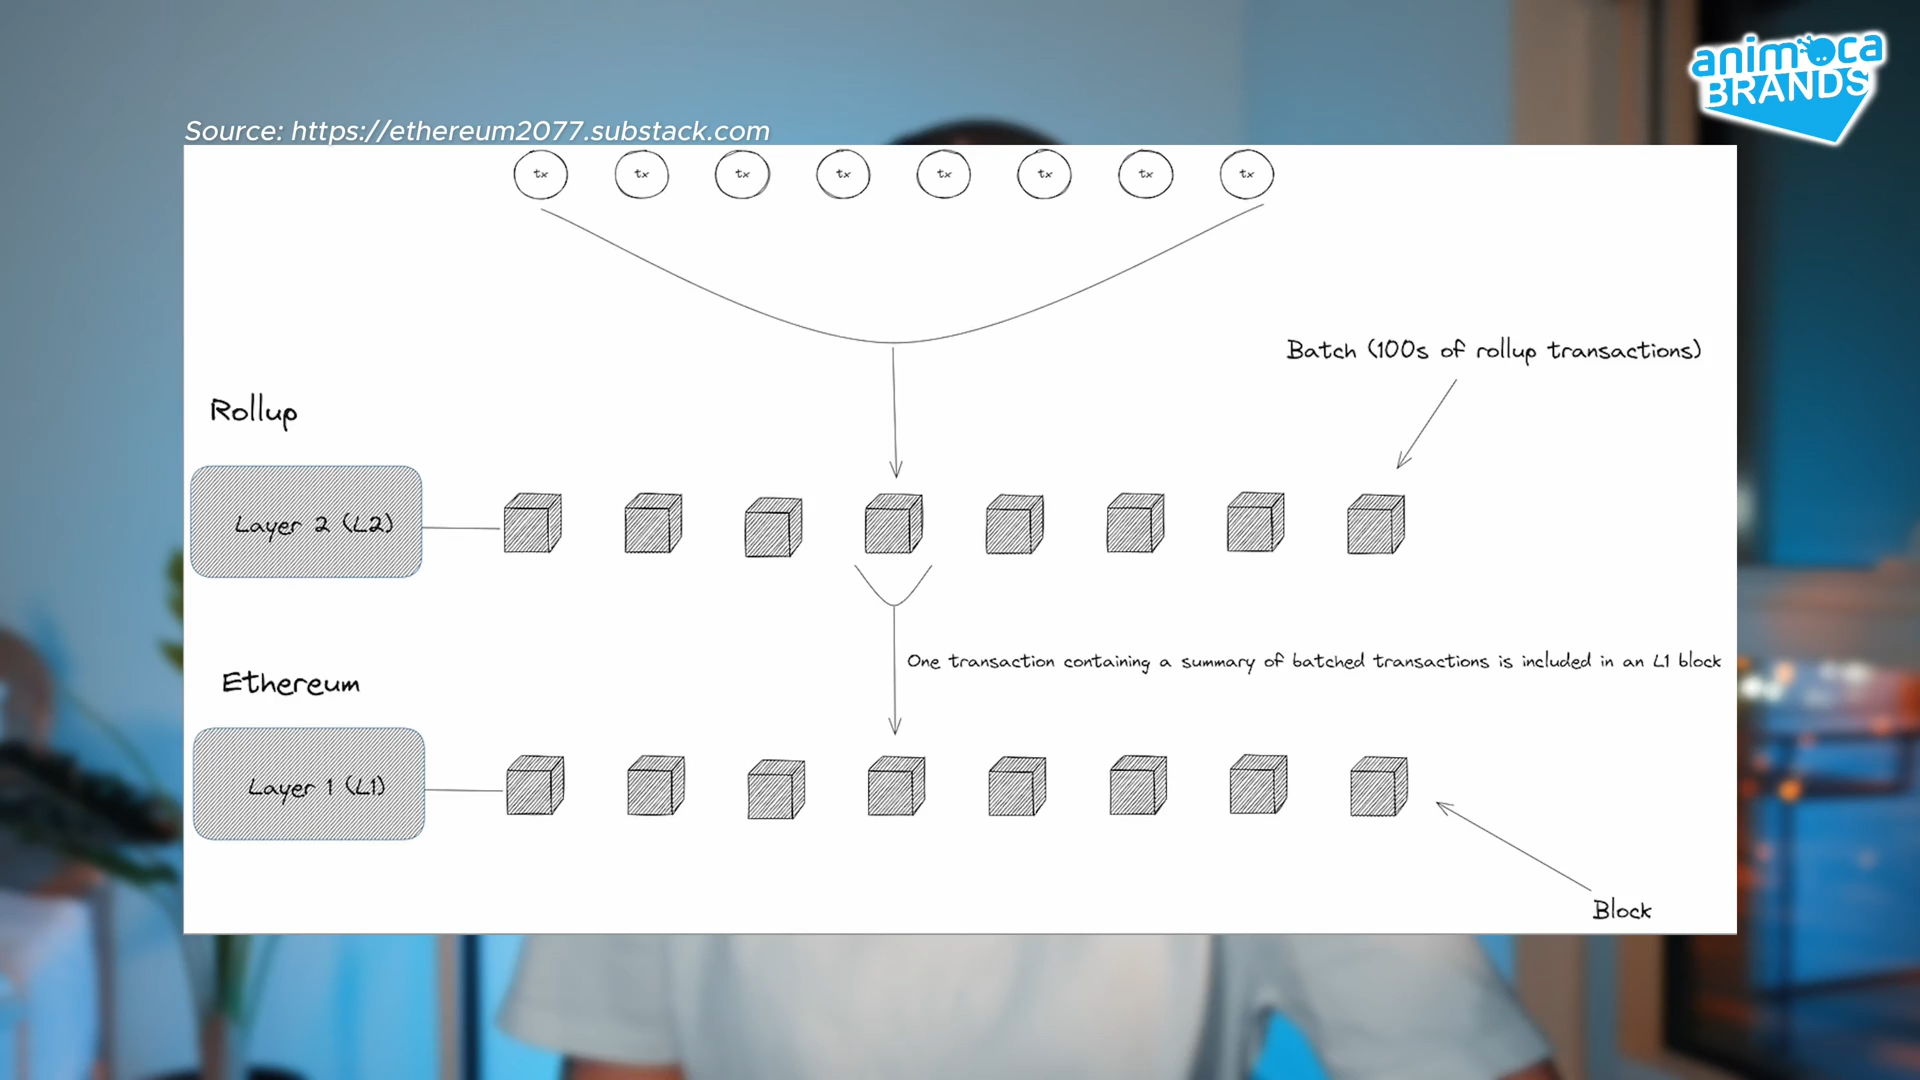 animoca
BRANDS
Source: https://ethereum2077.substack.com
tx tx tx tx tx tx tx tx
Batch (100s of rollup transactions)
Rollup
Layer 2 (L2)
One transaction containing a summary of batched transactions is included in an L1 block
Ethereum
Layer 1 (L1)
Block